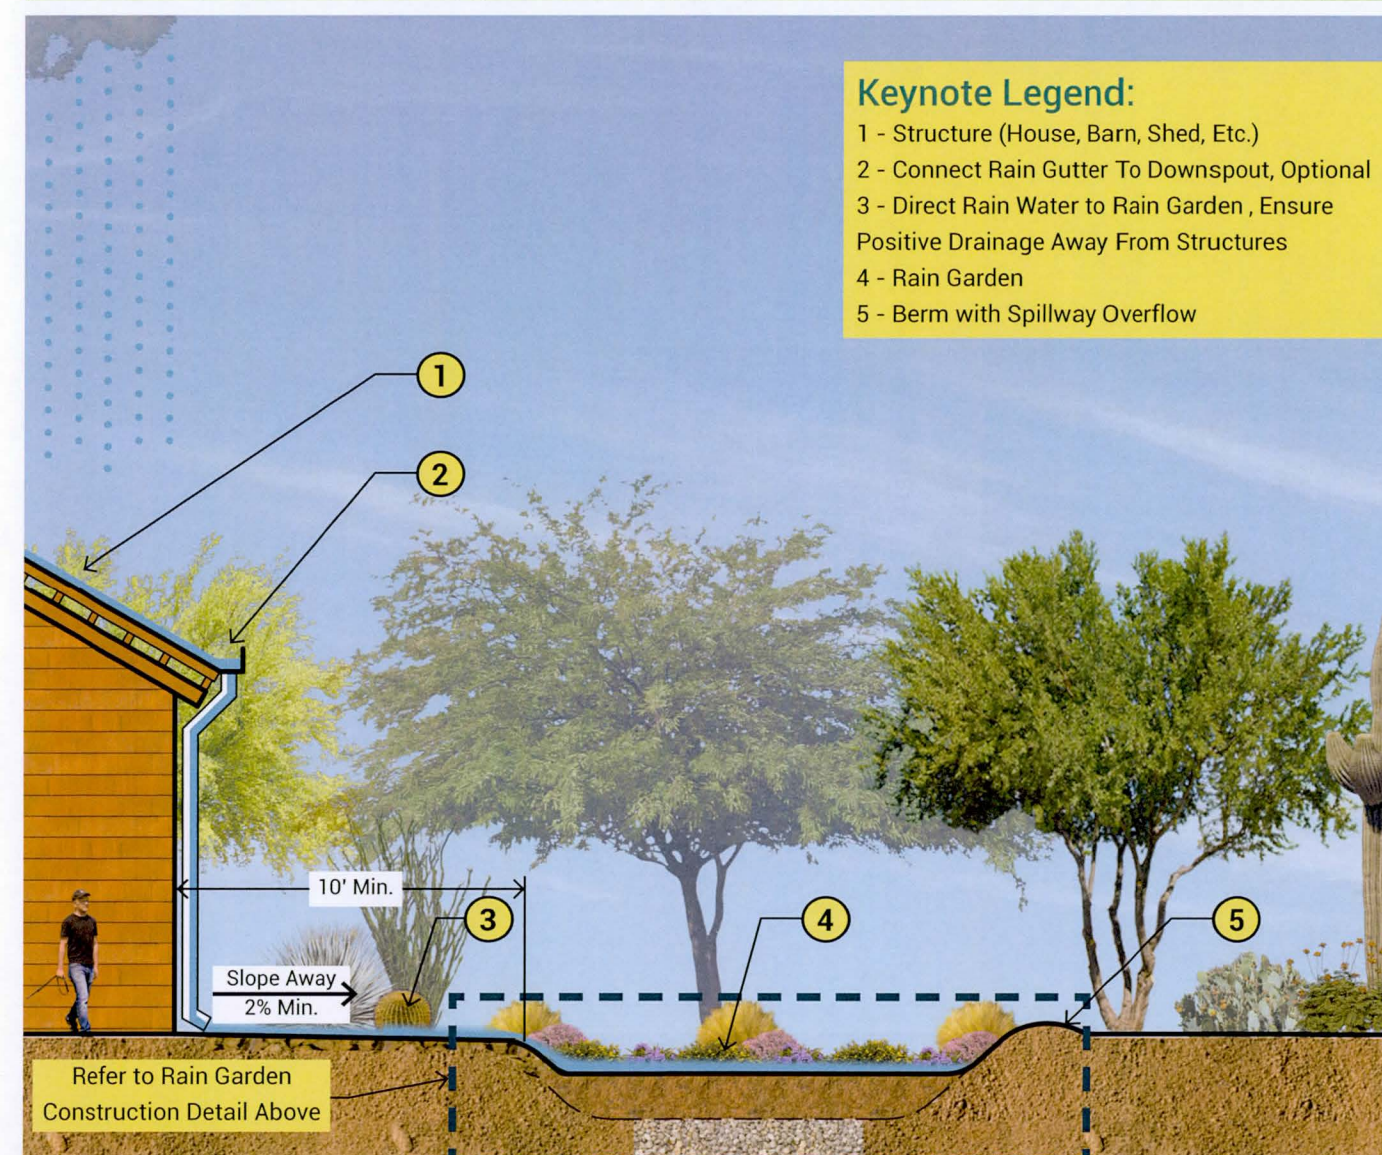 Keynote Legend:
1 - Structure (House, Barn, Shed, Etc.)
2 - Connect Rain Gutter To Downspout, Optional
3 - Direct Rain Water to Rain Garden , Ensure
Positive Drainage Away From Structures
4 - Rain Garden
5 - Berm with Spillway Overflow
1
2
10' Min.
3
4
5
Slope Away
2% Min.
Refer to Rain Garden
Construction Detail Above